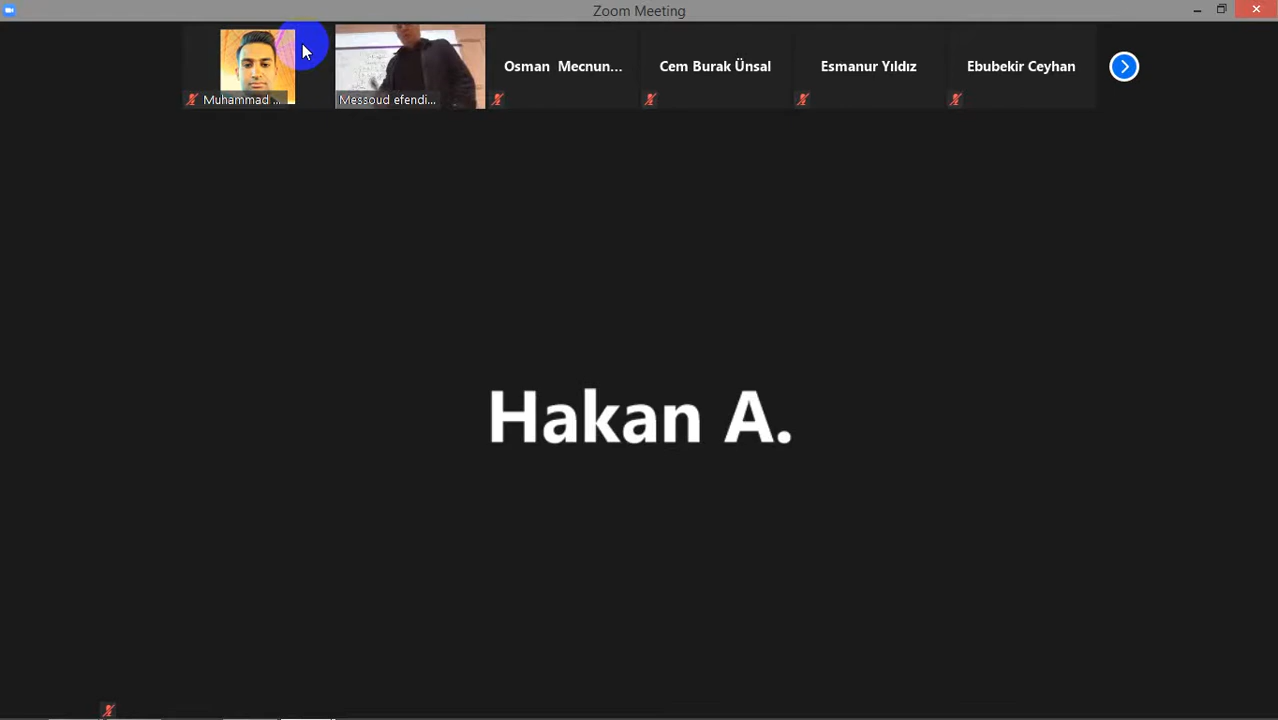 Zoom Meeting
Muhammad ...
Messoud efendi...
Osman Mecnun...
Cem Burak Ünsal
Esmanur Yıldız
Ebubekir Ceyhan
Hakan A.